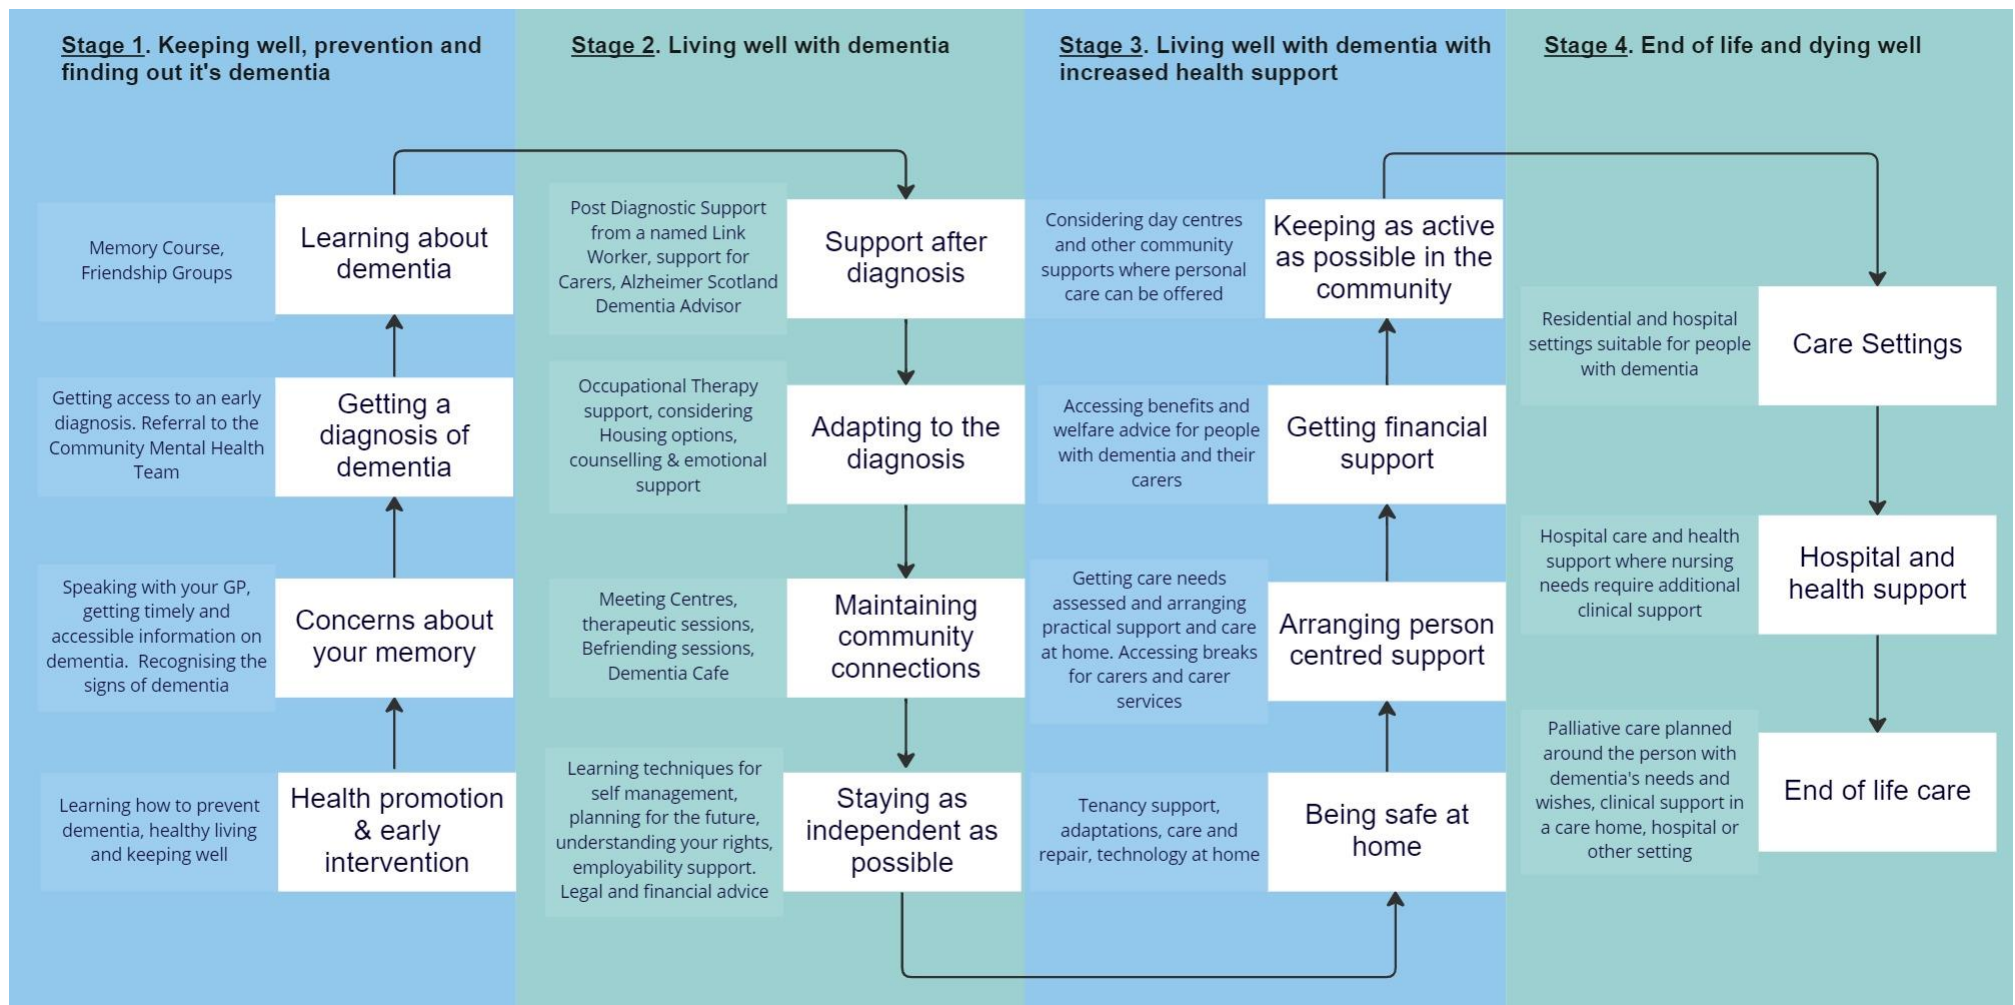 Stage 1. Keeping well, prevention and
finding out it's dementia
Learning about
dementia
Memory Course,
Friendship Groups
Getting a
diagnosis of
dementia
Getting access to an early
diagnosis. Referral to the
Community Mental Health
Team
Concerns about
your memory
Speaking with your GP,
getting timely and
accessible information on
dementia. Recognising the
signs of dementia
Health promotion
& early
intervention
Learning how to prevent
dementia, healthy living
and keeping well
Stage 2. Living well with dementia
Support after
diagnosis
Post Diagnostic Support
from a named Link
Worker, support for
Carers, Alzheimer Scotland
Dementia Advisor
Adapting to the
diagnosis
Occupational Therapy
support, considering
Housing options,
counselling & emotional
support
Maintaining
community
connections
Meeting Centres,
therapeutic sessions,
Befriending sessions,
Dementia Cafe
Staying as
independent as
possible
Learning techniques for
self management,
planning for the future,
understanding your rights,
employability support.
Legal and financial advice
Stage 3. Living well with dementia with
increased health support
Keeping as active
as possible in the
community
Considering day centres
and other community
supports where personal
care can be offered
Getting financial
support
Accessing benefits and
welfare advice for people
with dementia and their
carers
Arranging person
centred support
Getting care needs
assessed and arranging
practical support and care
at home. Accessing breaks
for carers and carer
services
Being safe at
home
Tenancy support,
adaptations, care and
repair, technology at home
Stage 4. End of life and dying well
Care Settings
Residential and hospital
settings suitable for people
with dementia
Hospital and
health support
Hospital care and health
support where nursing
needs require additional
clinical support
End of life care
Palliative care planned
around the person with
dementia's needs and
wishes, clinical support in
a care home, hospital or
other setting